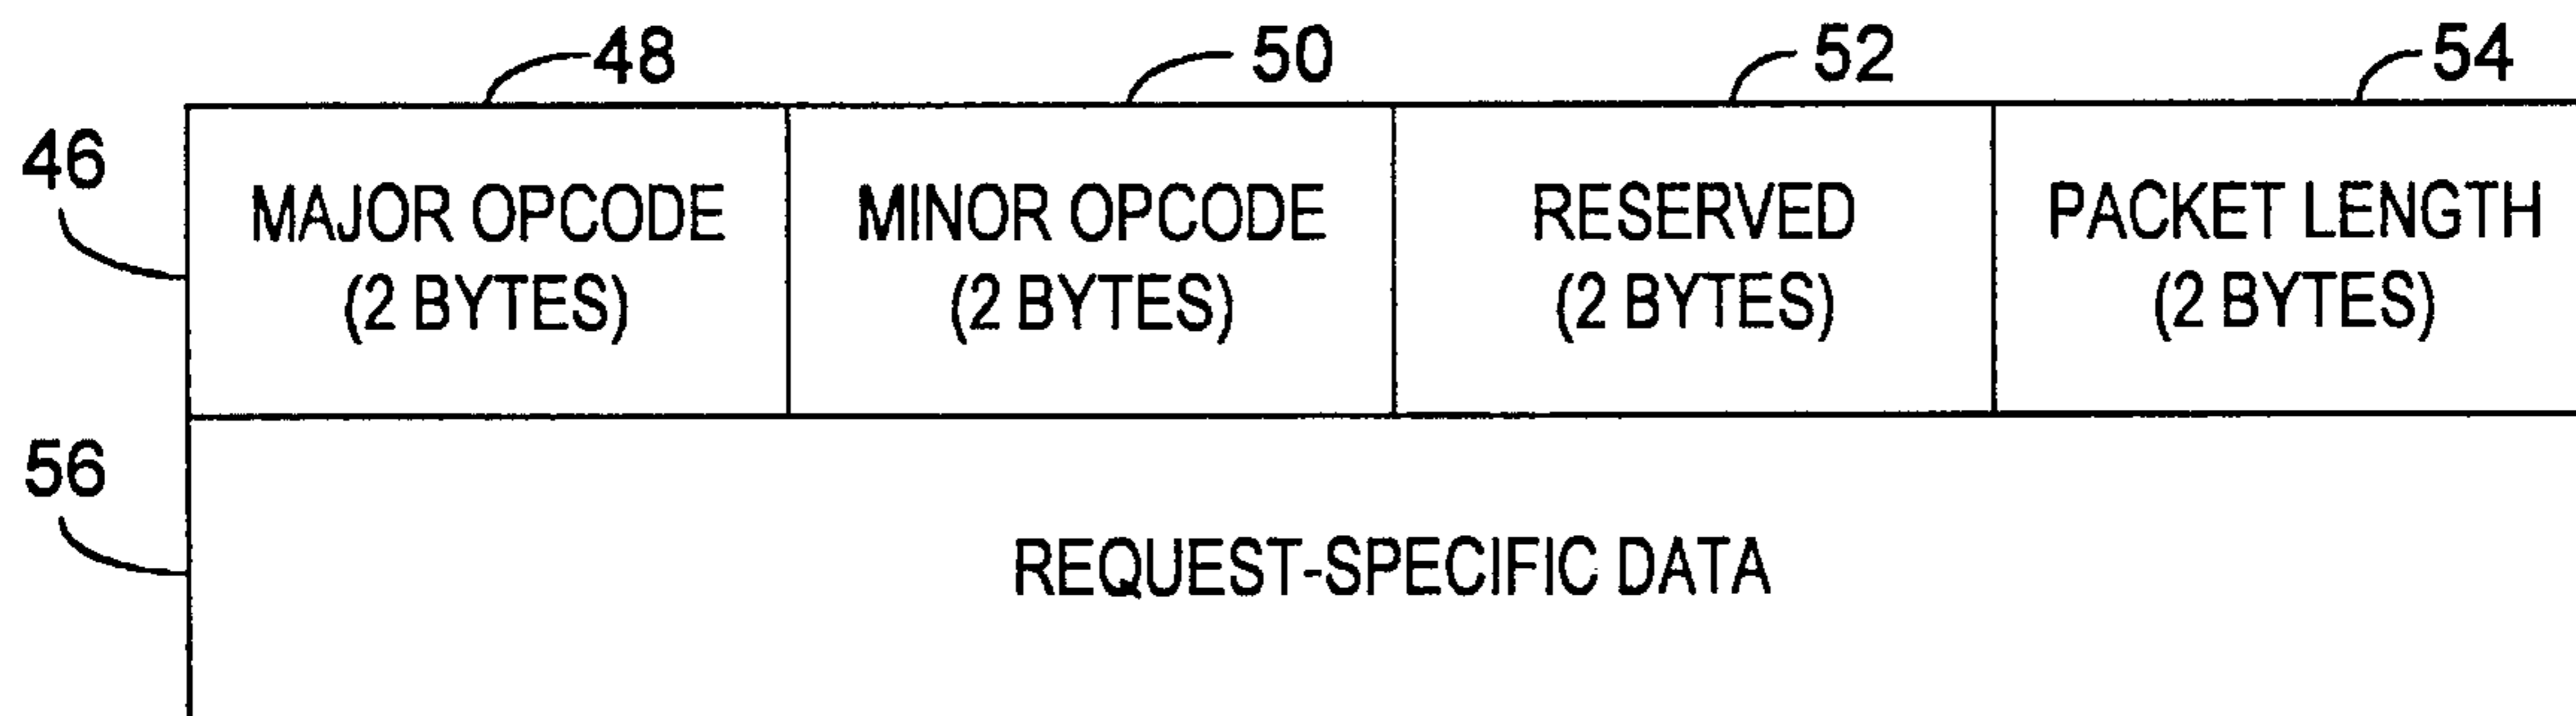 48 50 52 54
46
MAJOR OPCODE MINOR OPCODE RESERVED PACKET LENGTH
(2 BYTES) (2 BYTES) (2 BYTES) (2 BYTES)
56
REQUEST-SPECIFIC DATA